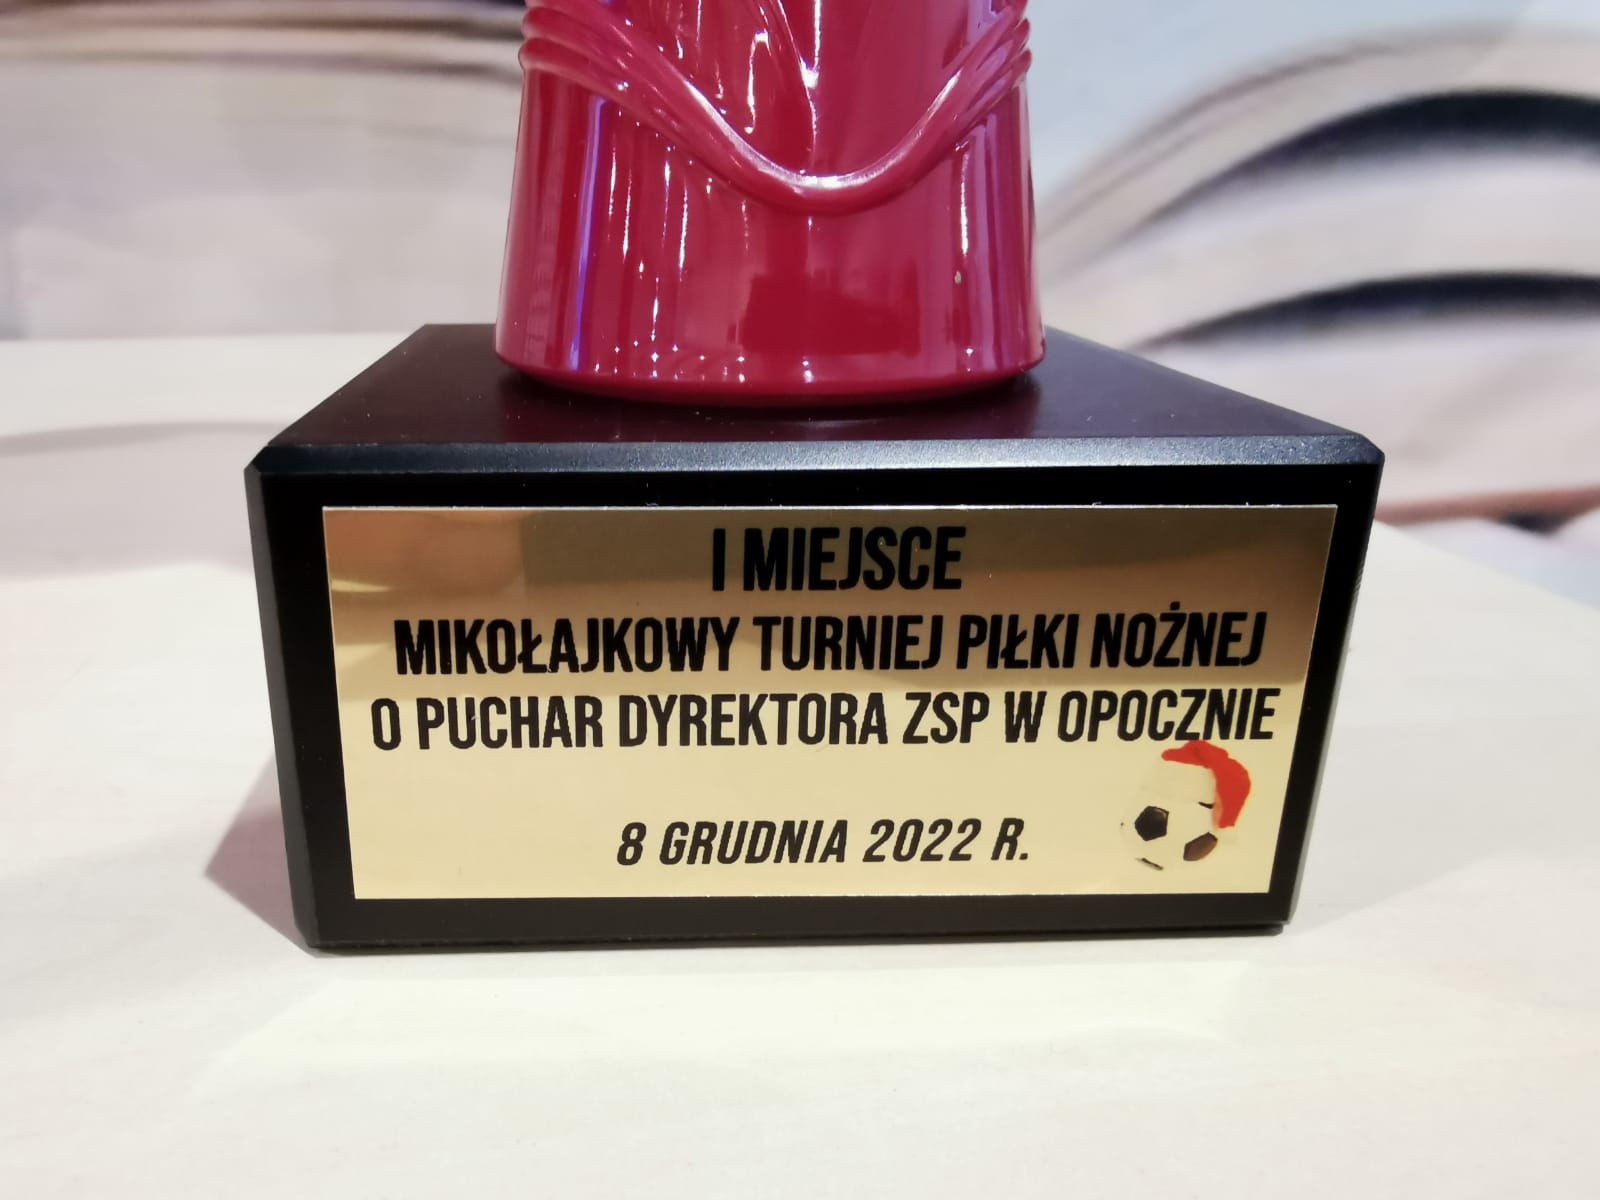 I MIEJSCE
MIKOŁAJKOWY TURNIEJ PIŁKI NOŻNEJ
O PUCHAR DYREKTORA ZSP W OPOCZNIE
8 GRUDNIA 2022 R.